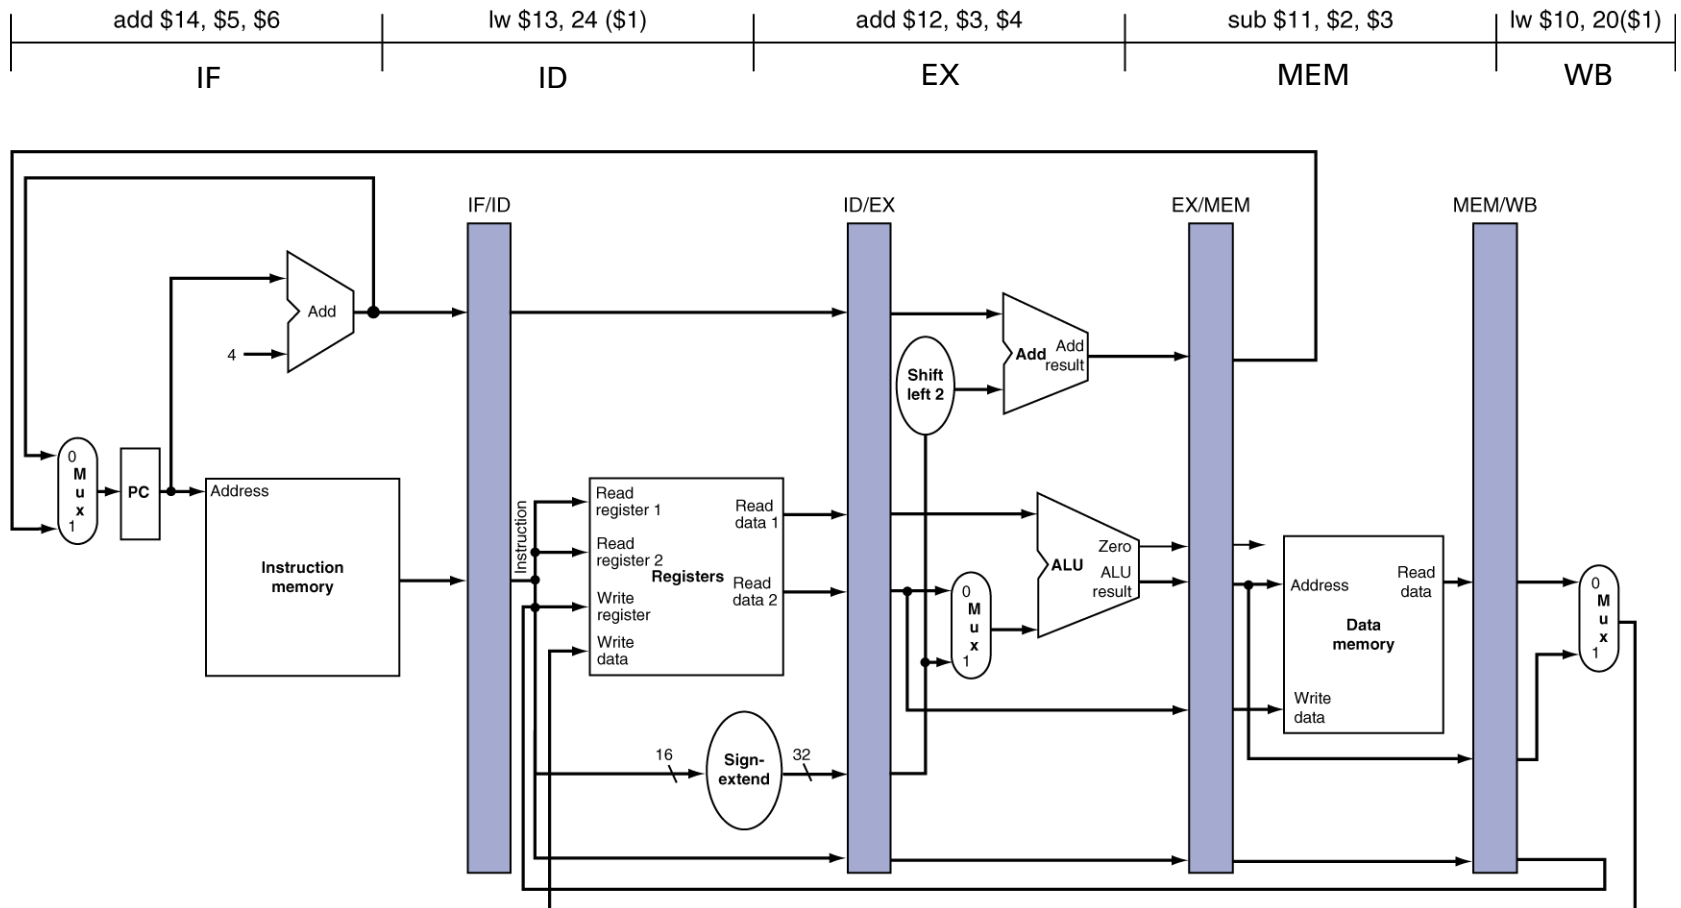 add $14, $5, $6
lw $13, 24 ($1)
add $12, $3, $4
sub $11, $2, $3
lw $10, 20($1)
IF
ID
EX
MEM
WB
IF/ID
ID/EX
EX/MEM
MEM/WB
Add
4
Add
Add
result
Shift
left 2
0
M
u
x
1
PC
Address
Instruction
memory
Instruction
Read
register 1
Read
register 2
Registers
Write
register
Write
data
Read
data 1
Read
data 2
Zero
ALU
ALU
result
0
M
u
x
1
Address
Read
data
Data
memory
Write
data
0
M
u
x
1
16
Sign-
extend
32